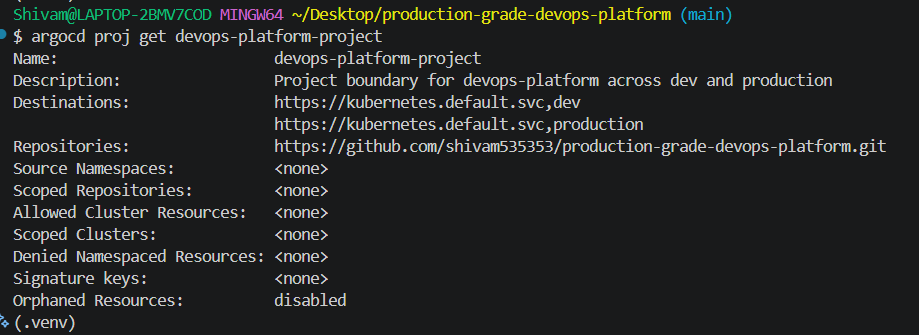 Shivam@LAPTOP-2BMV7COD MINGW64 ~/Desktop/production-grade-devops-platform (main)
$ argocd proj get devops-platform-project
Name: devops-platform-project
Description: Project boundary for devops-platform across dev and production
Destinations: https://kubernetes.default.svc,dev
https://kubernetes.default.svc,production
Repositories: https://github.com/shivam535353/production-grade-devops-platform.git
Source Namespaces: <none>
Scoped Repositories: <none>
Allowed Cluster Resources: <none>
Scoped Clusters: <none>
Denied Namespaced Resources: <none>
Signature keys: <none>
Orphaned Resources: disabled
(.venv)